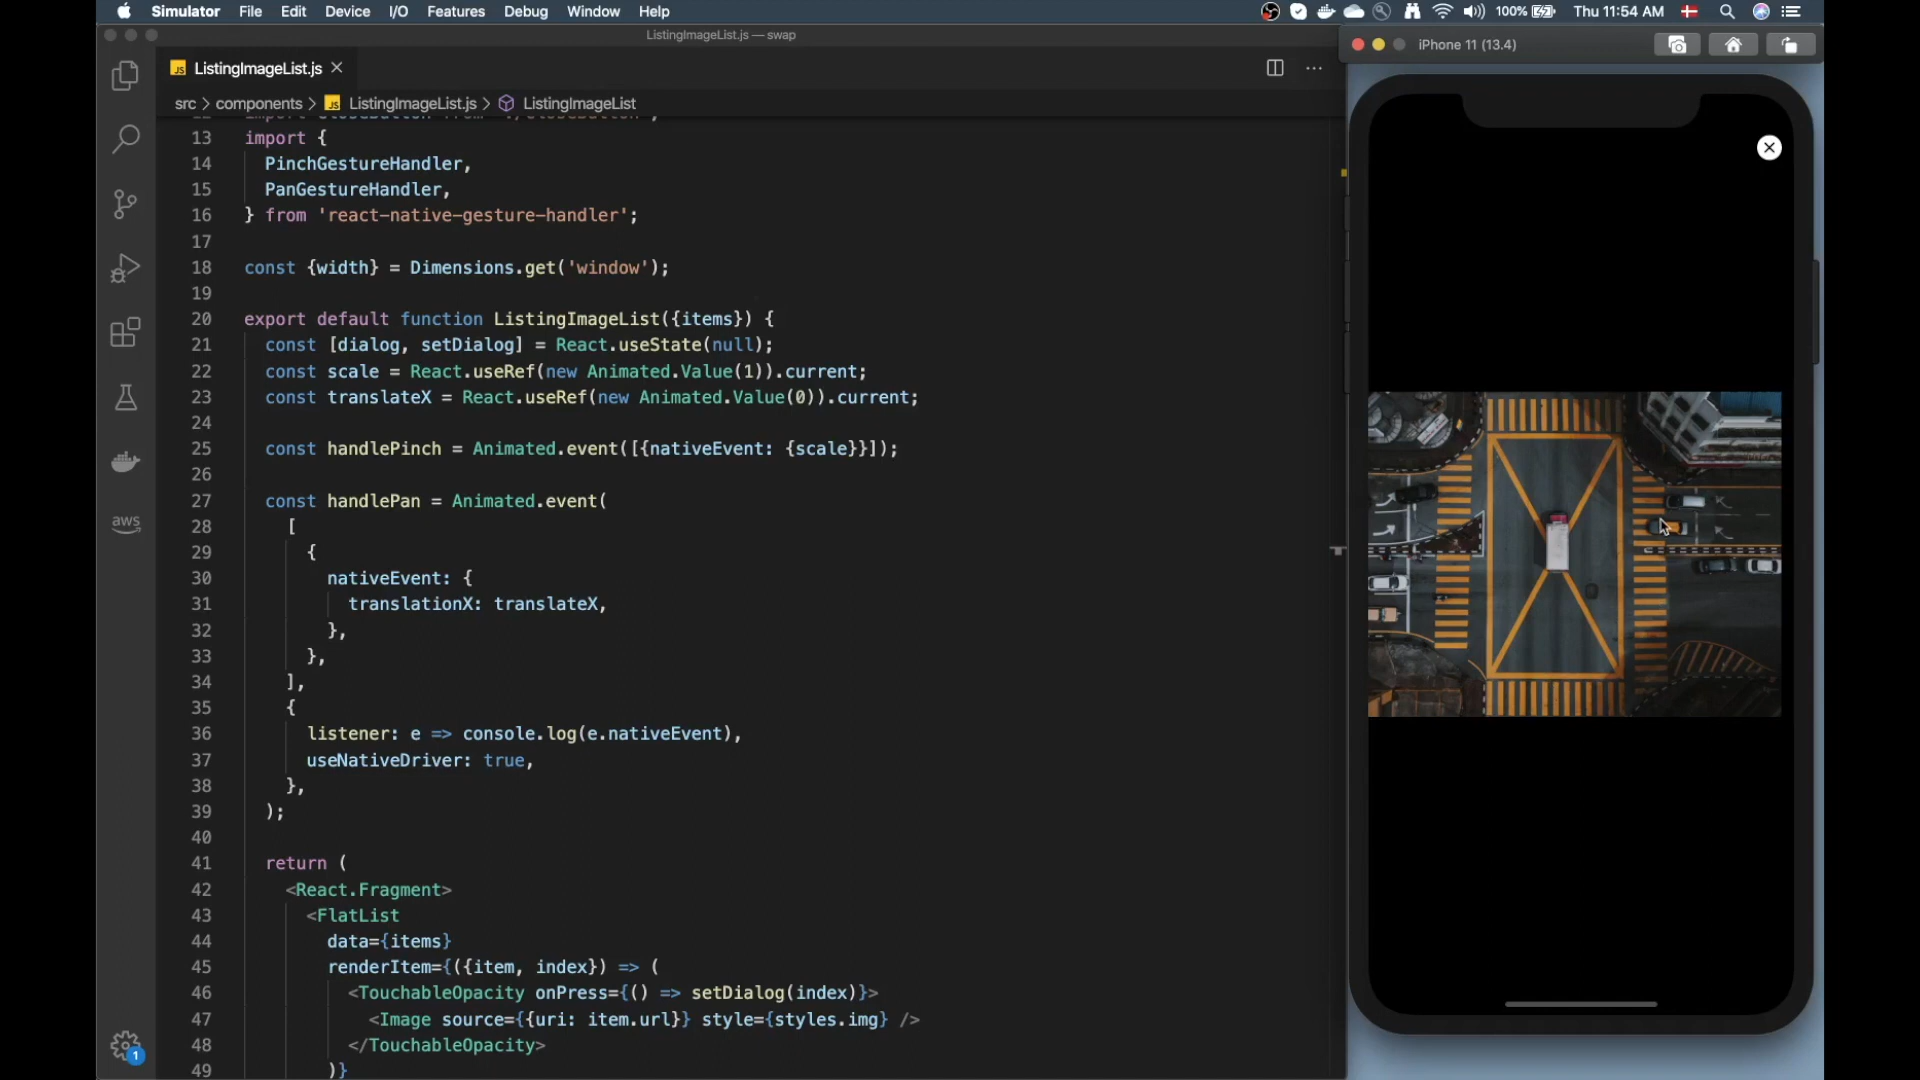 Simulator File Edit Device I/O Features Debug Window Help 100% Thu 11:54 AM
ListingImageList.js — swap
iPhone 11 (13.4)
JS ListingImageList.js
src > components > JS ListingImageList.js > ListingImageList
13 import {
14 PinchGestureHandler,
15 PanGestureHandler,
16 } from 'react-native-gesture-handler';
17
18 const {width} = Dimensions.get('window');
19
20 export default function ListingImageList({items}) {
21 const [dialog, setDialog] = React.useState(null);
22 const scale = React.useRef(new Animated.Value(1)).current;
23 const translateX = React.useRef(new Animated.Value(0)).current;
24
25 const handlePinch = Animated.event([{nativeEvent: {scale}}]);
26
27 const handlePan = Animated.event(
28 [
29 {
30 nativeEvent: {
31 translationX: translateX,
32 },
33 },
34 ],
35 {
36 listener: e => console.log(e.nativeEvent),
37 useNativeDriver: true,
38 },
39 );
40
41 return (
42 <React.Fragment>
43 <FlatList
44 data={items}
45 renderItem={({item, index}) => (
46 <TouchableOpacity onPress={() => setDialog(index)}>
47 <Image source={{uri: item.url}} style={styles.img} />
48 </TouchableOpacity>
49 )}
aws
1